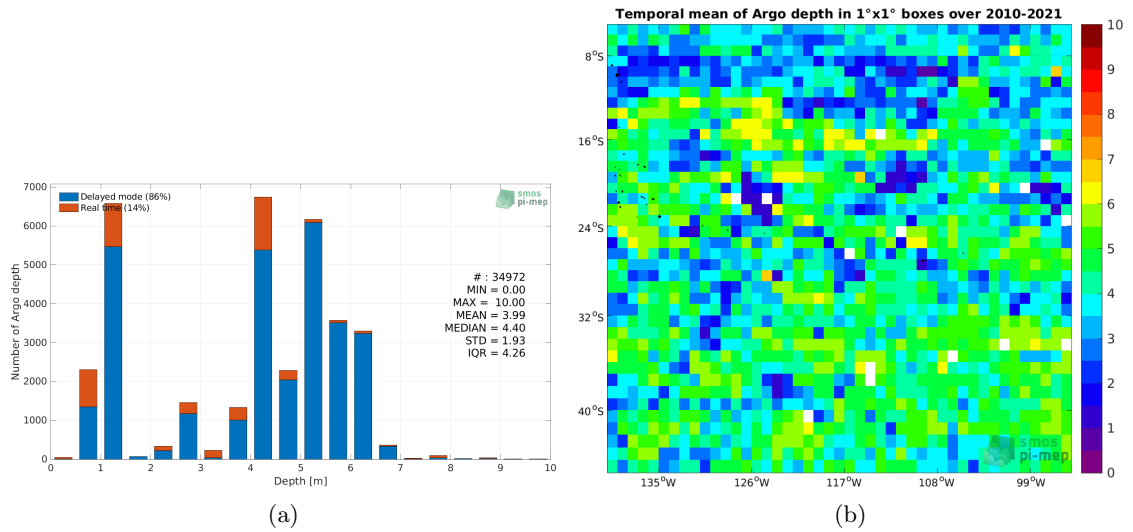 7000
6000
5000
4000
3000
2000
1000
0
Number of Argo depth
Delayed mode (86%)
Real time (14%)
smos
pi-mep
# : 34972
MIN = 0.00
MAX = 10.00
MEAN = 3.99
MEDIAN = 4.40
STD = 1.93
IQR = 4.26
0 1 2 3 4 5 6 7 8 9 10
Depth [m]
(a)
Temporal mean of Argo depth in 1°x1° boxes over 2010-2021
8°S
16°S
24°S
32°S
40°S
135°W 126°W 117°W 108°W 99°W
smos
pi-mep
10
9
8
7
6
5
4
3
2
1
0
(b)